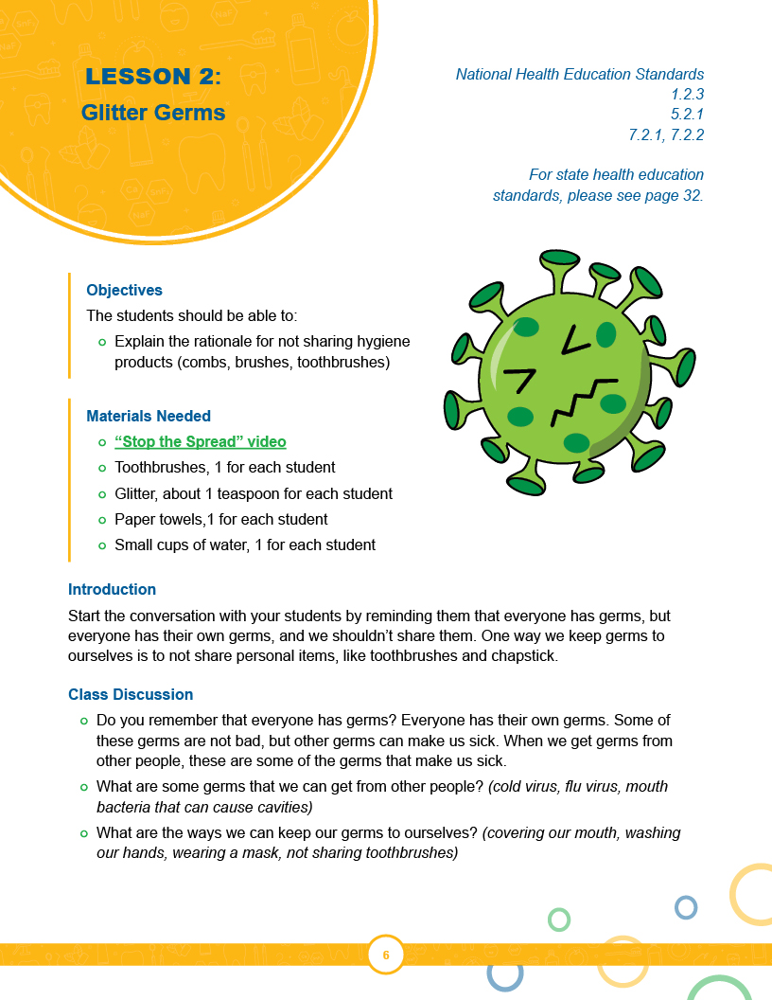 LESSON 2:
Glitter Germs
National Health Education Standards
1.2.3
5.2.1
7.2.1, 7.2.2
For state health education
standards, please see page 32.
Objectives
The students should be able to:
Explain the rationale for not sharing hygiene
products (combs, brushes, toothbrushes)
Materials Needed
“Stop the Spread” video
Toothbrushes, 1 for each student
Glitter, about 1 teaspoon for each student
Paper towels,1 for each student
Small cups of water, 1 for each student
Introduction
Start the conversation with your students by reminding them that everyone has germs, but
everyone has their own germs, and we shouldn’t share them. One way we keep germs to
ourselves is to not share personal items, like toothbrushes and chapstick.
Class Discussion
Do you remember that everyone has germs? Everyone has their own germs. Some of
these germs are not bad, but other germs can make us sick. When we get germs from
other people, these are some of the germs that make us sick.
What are some germs that we can get from other people? (cold virus, flu virus, mouth
bacteria that can cause cavities)
What are the ways we can keep our germs to ourselves? (covering our mouth, washing
our hands, wearing a mask, not sharing toothbrushes)
6